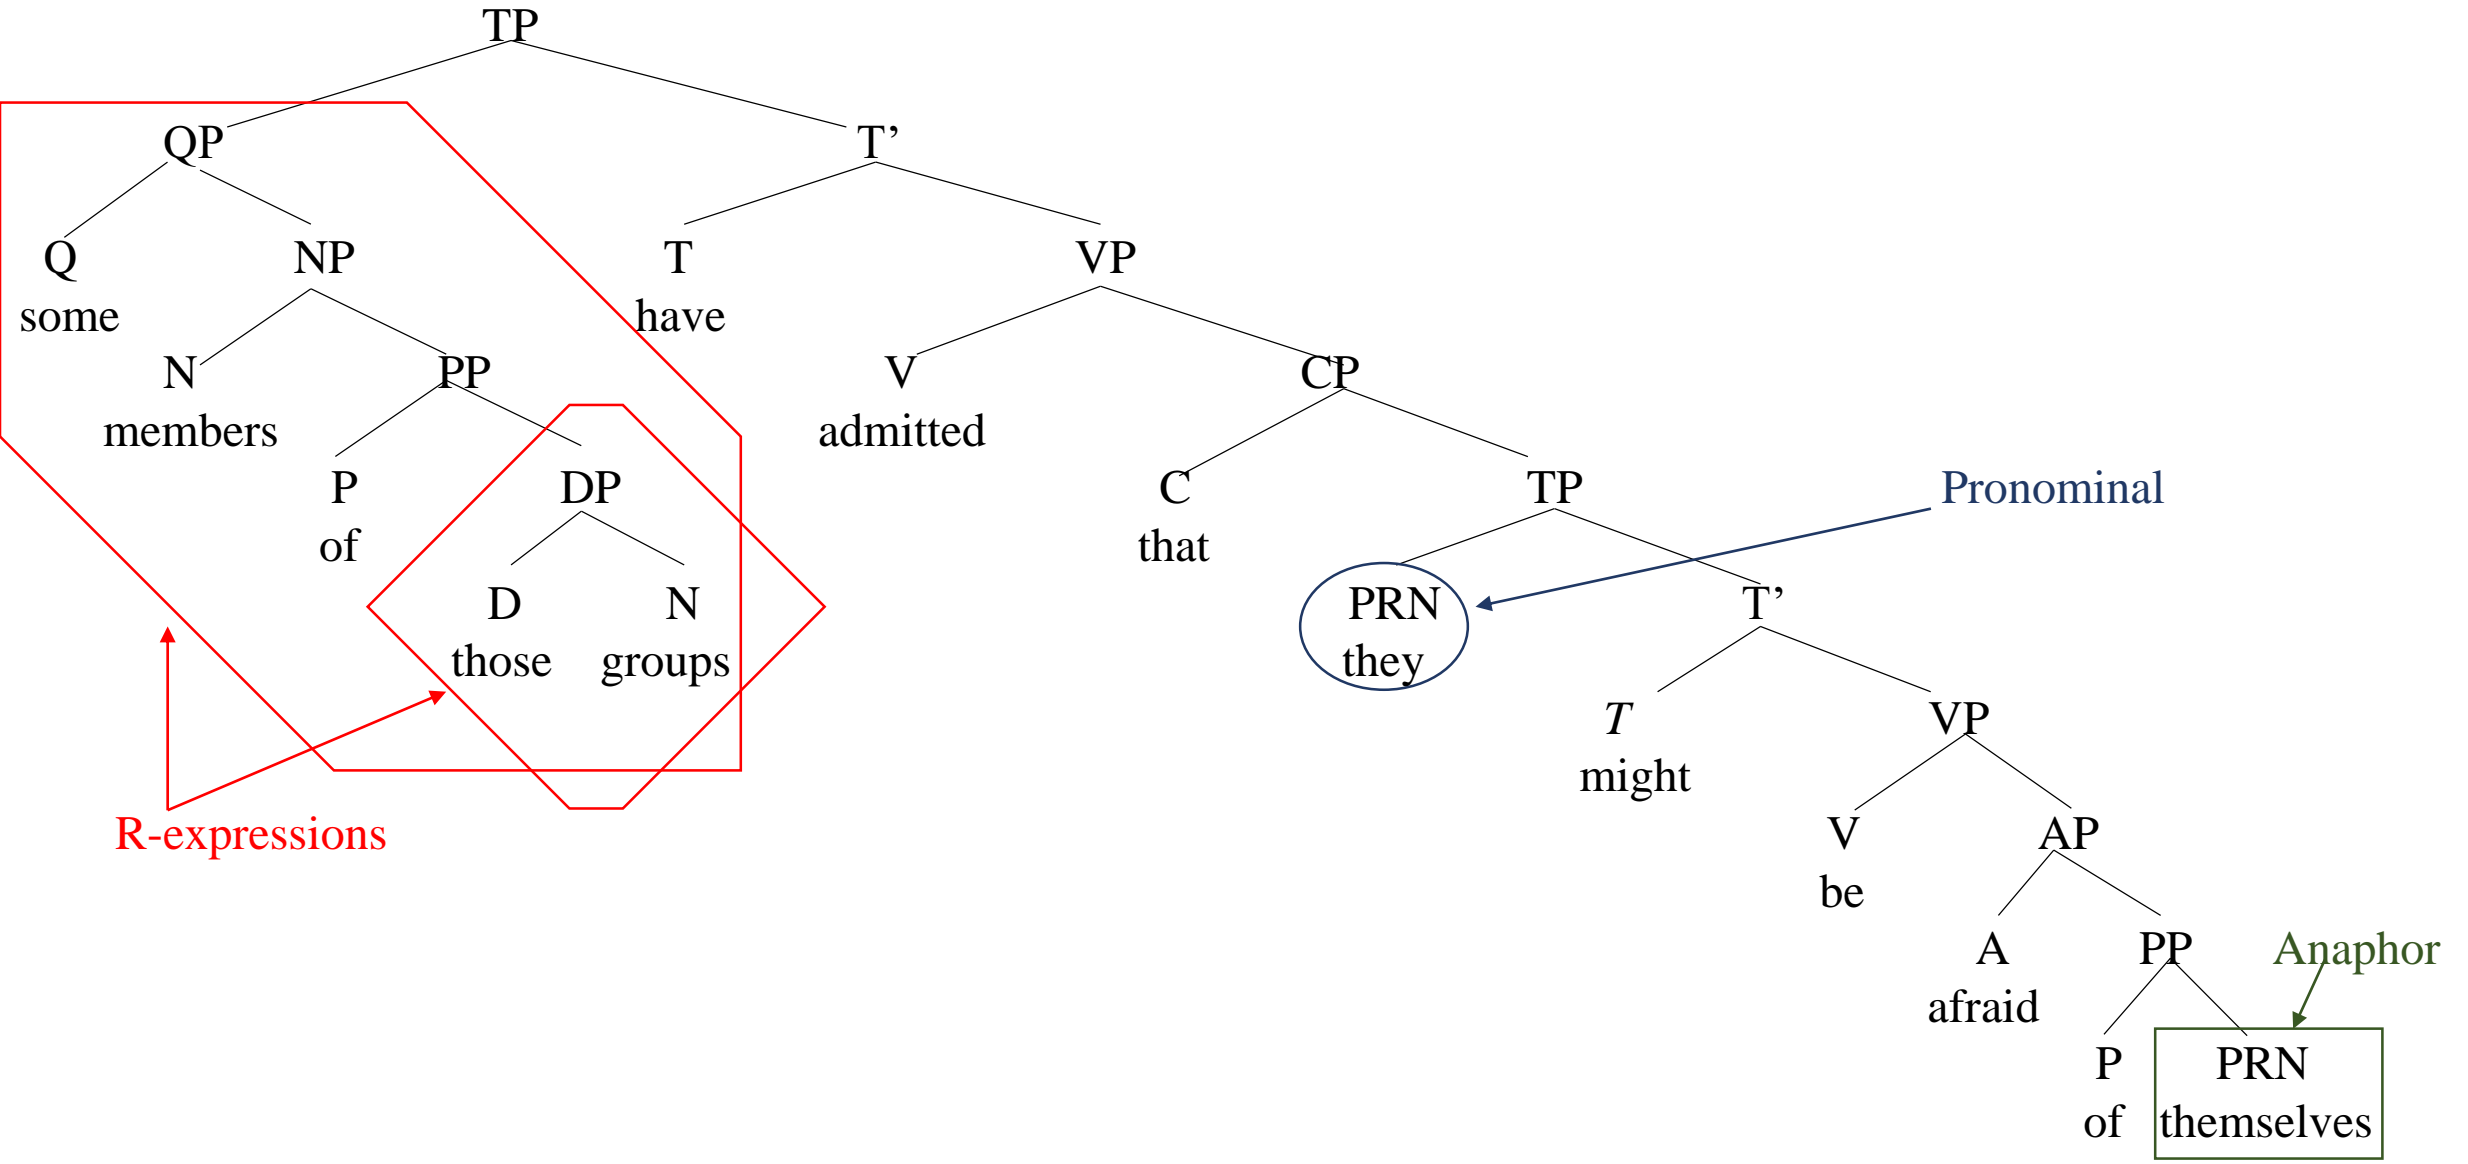 TP
QP T’
Q NP T VP
some have
N PP V CP
members admitted
P DP C TP Pronominal
of that
D N PRN T’
those groups they
T VP
might
R-expressions V AP
be
A PP Anaphor
afraid
P PRN
of themselves